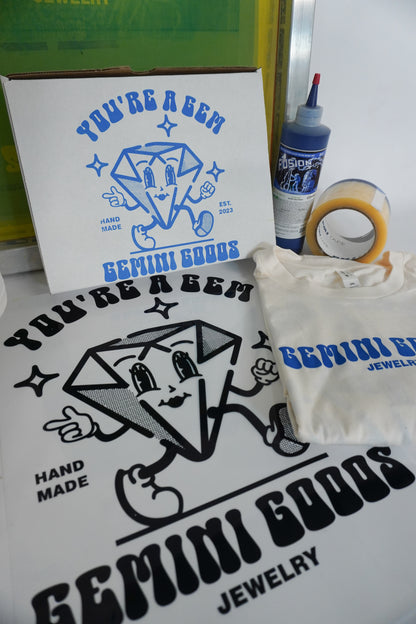 JEWELRY
YOU'RE A GEM
HAND
MADE
EST.
2023
GEMINI GOODS
FUSION
YOU'RE A GEM
HAND
MADE
GEMINI GOODS
JEWELRY
GEMINI G
JEWELRY